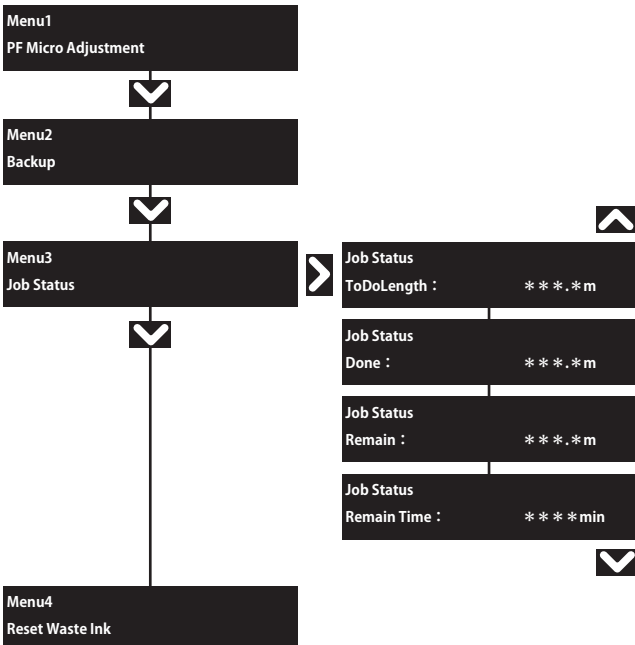 Menu1
PF Micro Adjustment
Menu2
Backup
Menu3
Job Status
Job Status
ToDoLength： ＊＊＊.＊m
Job Status
Done： ＊＊＊.＊m
Job Status
Remain： ＊＊＊.＊m
Job Status
Remain Time： ＊＊＊＊min
Menu4
Reset Waste Ink